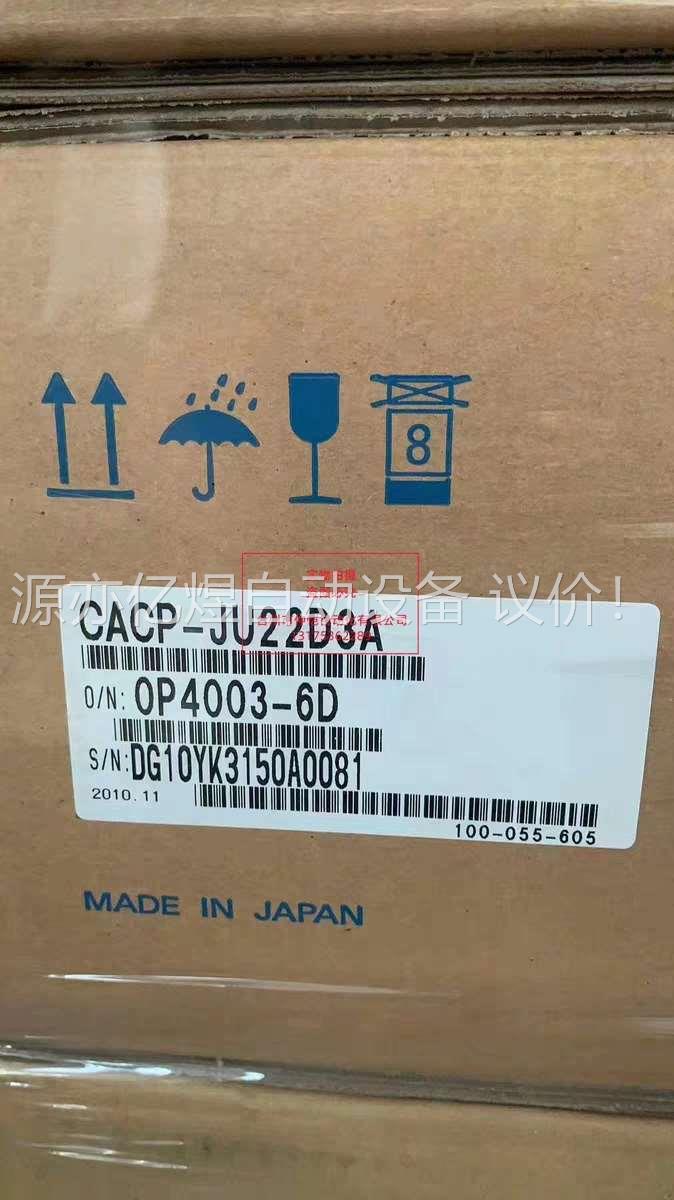 8
源亦亿煌自动设备 议价!
CACP-JU22D3A
O/N: OP4003-6D
S/N: DG10YK3150A0081
2010.11
100-055-605
MADE IN JAPAN